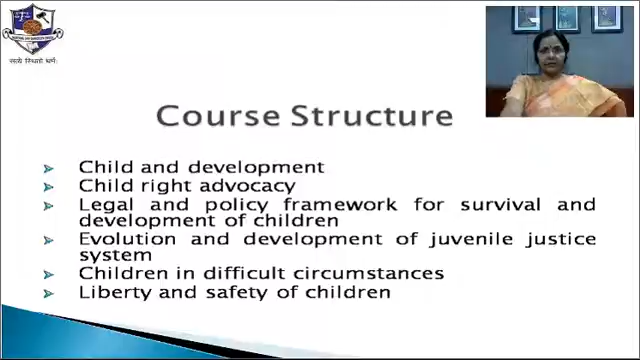 Course Structure
Child and development
Child right advocacy
Legal and policy framework for survival and
development of children
Evolution and development of juvenile justice
system
Children in difficult circumstances
Liberty and safety of children